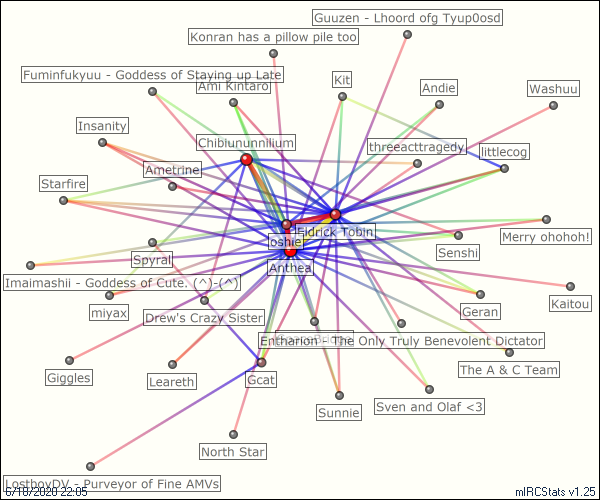 Guuzen - Lhoord ofg Tyup0osd
Konran has a pillow pile too
Fuminfukyuu - Goddess of Staying up Late
Kit
Ami Kintaro
Andie
Washuu
Insanity
Chibiununnlium
threeacttragedy
littlecog
Ametrine
Starfire
Eldrick Tobin
Joshie
Merry ohohoh!
Senshi
Spyral
Anthea
Imaimashii - Goddess of Cute. (^)-(^)
Kaitou
miyax
Drew's Crazy Sister
Geran
Entharion - The Only Truly Benevolent Dictator
The A & C Team
Giggles
Leareth
Gcat
Sunnie
Sven and Olaf <3
North Star
LostboyDV - Purveyor of Fine AMVs
6/18/2020 22:05
mIRCStats v1.25